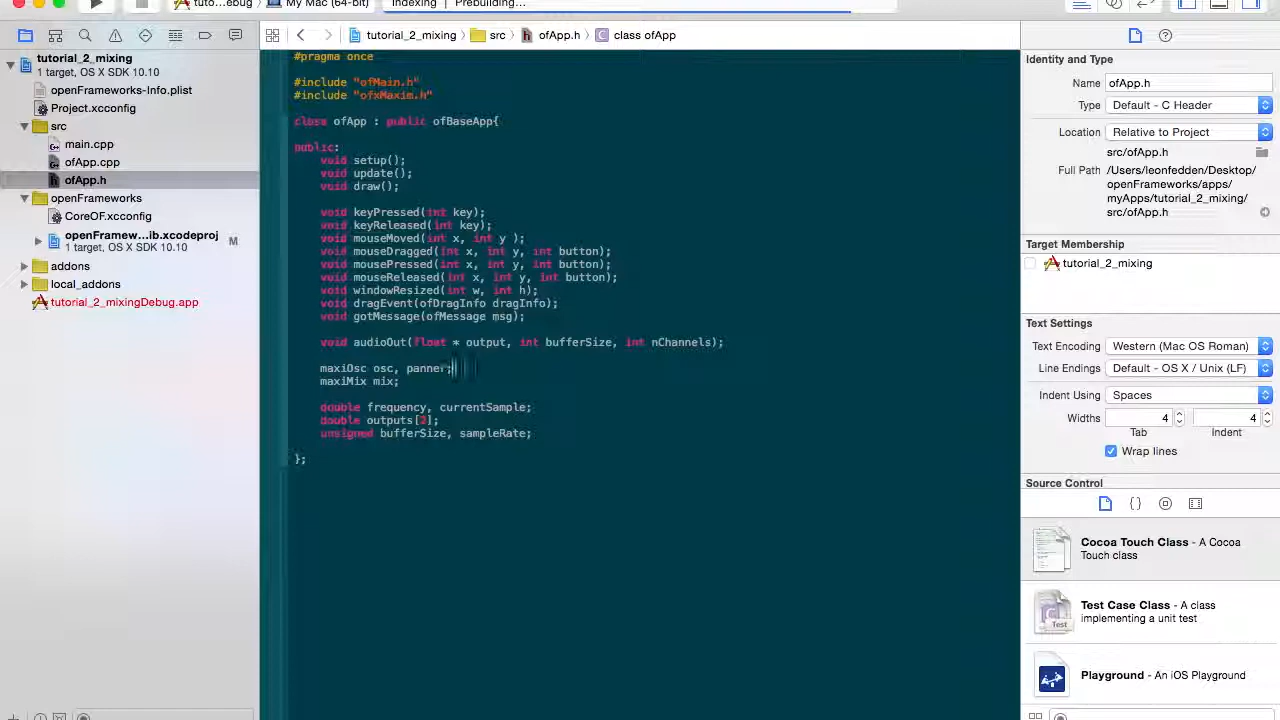 tuto...ebug
My Mac (64-bit)
Indexing | Prebuilding...
tutorial_2_mixing
1 target, OS X SDK 10.10
openFrameworks-Info.plist
Project.xcconfig
src
main.cpp
ofApp.cpp
ofApp.h
openFrameworks
CoreOF.xcconfig
openFramew...ib.xcodeproj M
1 target, OS X SDK 10.10
addons
local_addons
tutorial_2_mixingDebug.app
tutorial_2_mixing src ofApp.h class ofApp
#pragma once
#include "ofMain.h"
#include "ofxMaxim.h"
class ofApp : public ofBaseApp{
public:
void setup();
void update();
void draw();
void keyPressed(int key);
void keyReleased(int key);
void mouseMoved(int x, int y );
void mouseDragged(int x, int y, int button);
void mousePressed(int x, int y, int button);
void mouseReleased(int x, int y, int button);
void windowResized(int w, int h);
void dragEvent(ofDragInfo dragInfo);
void gotMessage(ofMessage msg);
void audioOut(float * output, int bufferSize, int nChannels);
maxiOsc osc, panner;
maxiMix mix;
double frequency, currentSample;
double outputs[2];
unsigned bufferSize, sampleRate;
};
Identity and Type
Name ofApp.h
Type Default - C Header
Location Relative to Project
src/ofApp.h
Full Path /Users/leonfedden/Desktop/
openFrameworks/apps/
myApps/tutorial_2_mixing/
src/ofApp.h
Target Membership
tutorial_2_mixing
Text Settings
Text Encoding Western (Mac OS Roman)
Line Endings Default - OS X / Unix (LF)
Indent Using Spaces
Widths 4 4
Tab Indent
Wrap lines
Source Control
Cocoa Touch Class - A Cocoa
Touch class
Test Case Class - A class
implementing a unit test
Playground - An iOS Playground